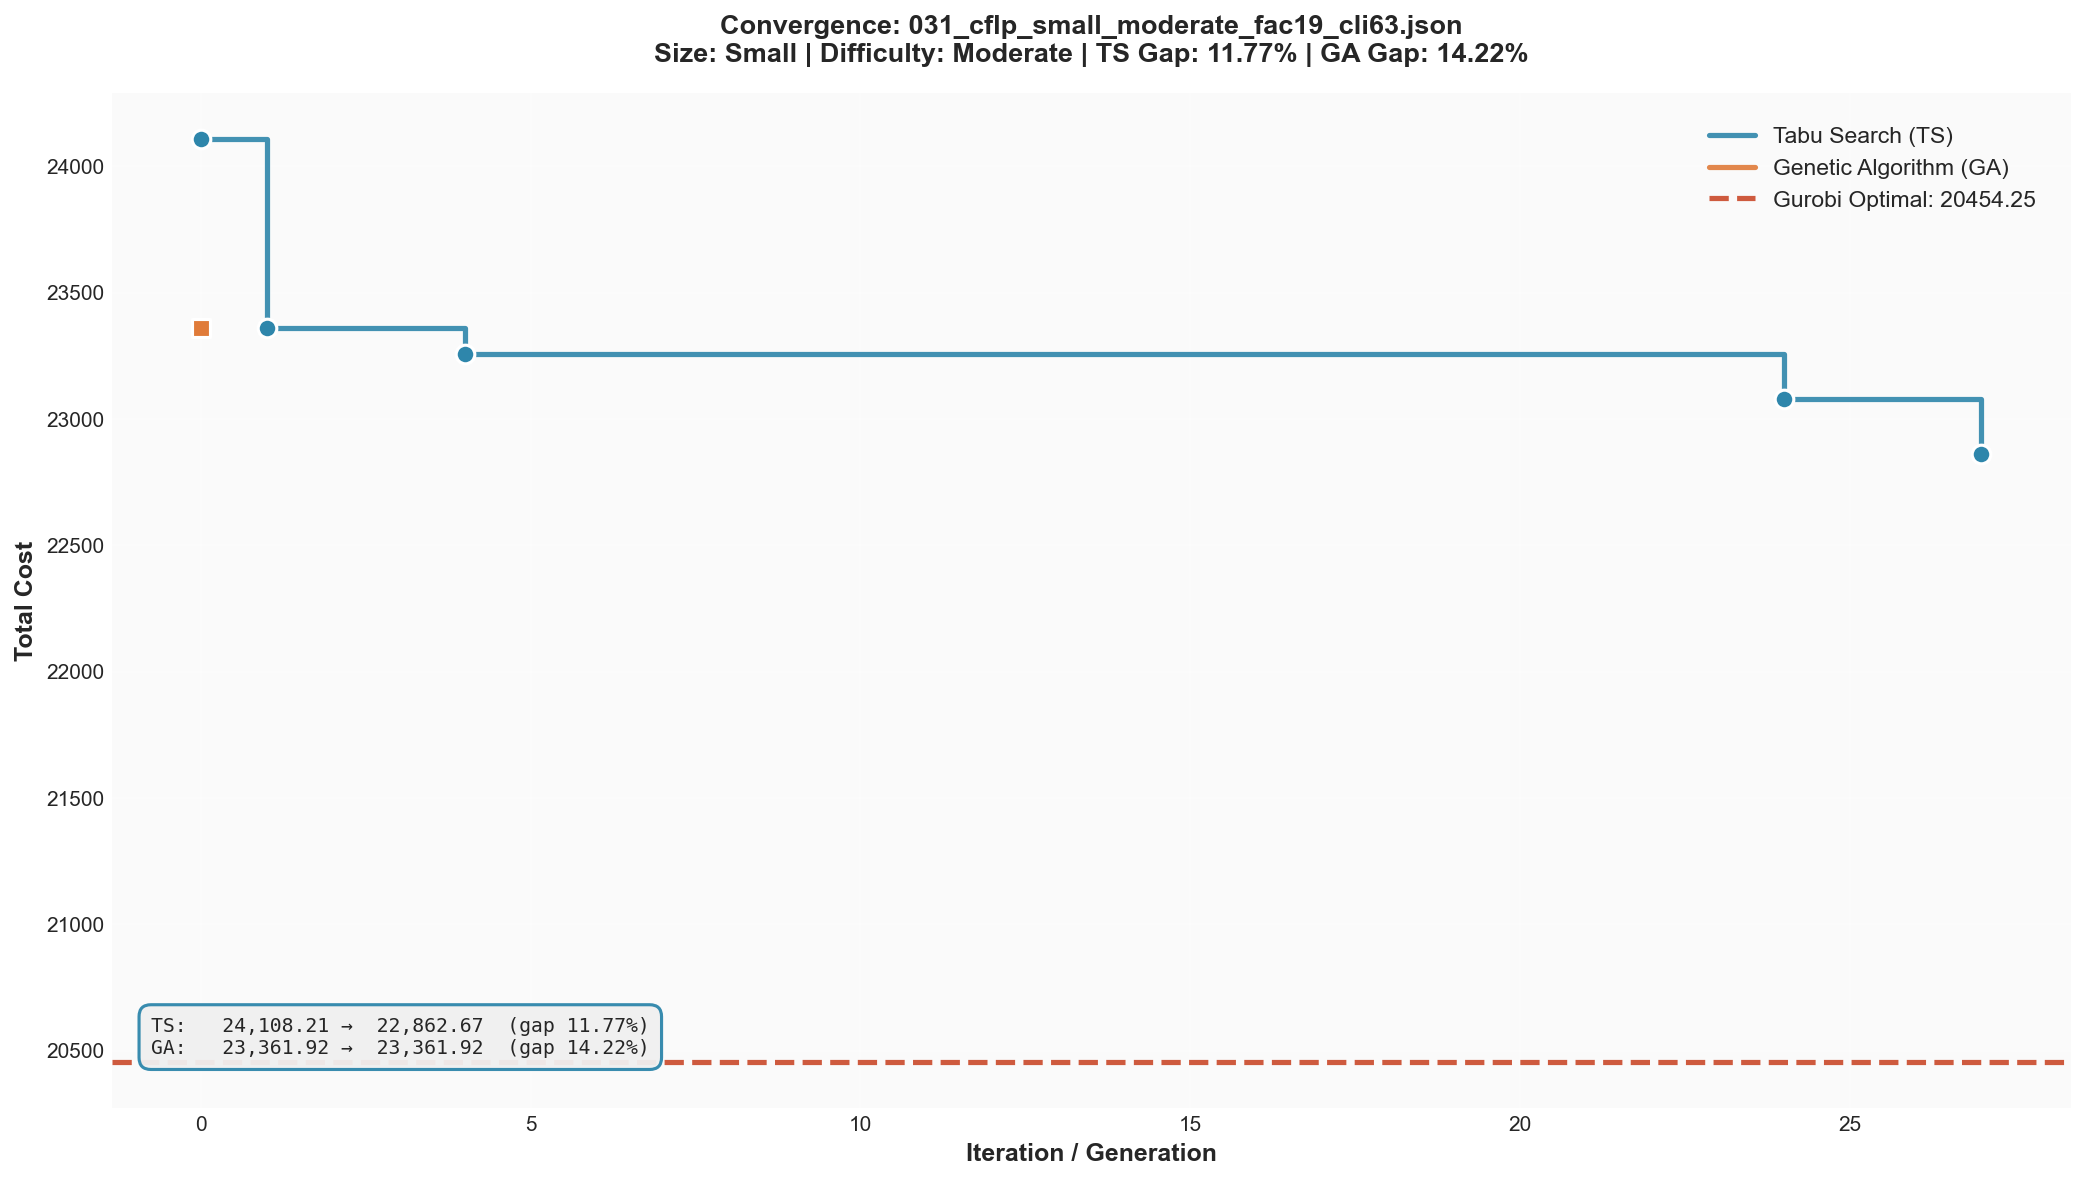 Convergence: 031_cflp_small_moderate_fac19_cli63.json
Size: Small | Difficulty: Moderate | TS Gap: 11.77% | GA Gap: 14.22%
Tabu Search (TS)
Genetic Algorithm (GA)
Gurobi Optimal: 20454.25
Total Cost
24000
23500
23000
22500
22000
21500
21000
20500
TS:   24,108.21 →  22,862.67  (gap 11.77%)
GA:   23,361.92 →  23,361.92  (gap 14.22%)
0 5 10 15 20 25
Iteration / Generation